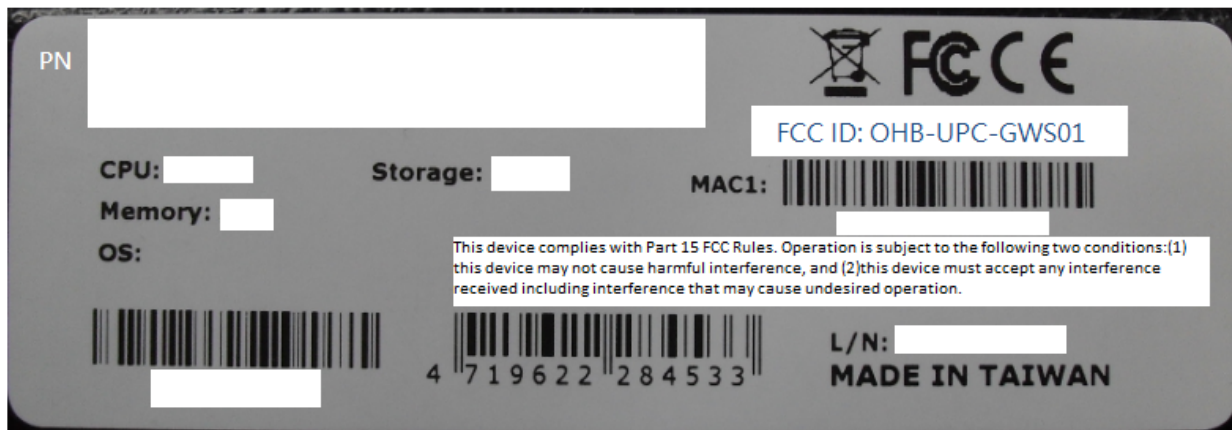 PN
FC CE
FCC ID: OHB-UPC-GWS01
CPU:
Storage:
MAC1:
Memory:
OS:
This device complies with Part 15 FCC Rules. Operation is subject to the following two conditions:(1)
this device may not cause harmful interference, and (2)this device must accept any interference
received including interference that may cause undesired operation.
4 719622 284533
L/N:
MADE IN TAIWAN